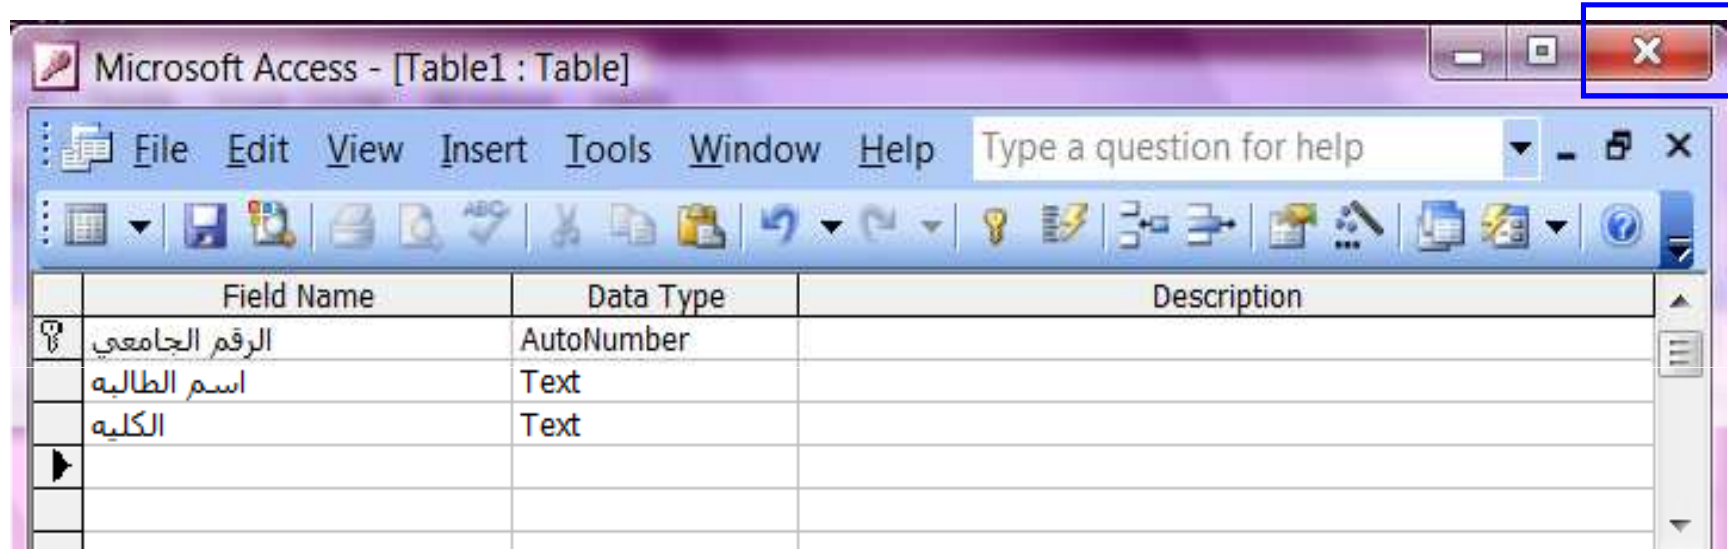 Microsoft Access - [Table1 : Table]
File Edit View Insert Tools Window Help Type a question for help
ABC
Field Name Data Type Description
الرقم الجامعي AutoNumber
اسم الطالبه Text
الكليه Text